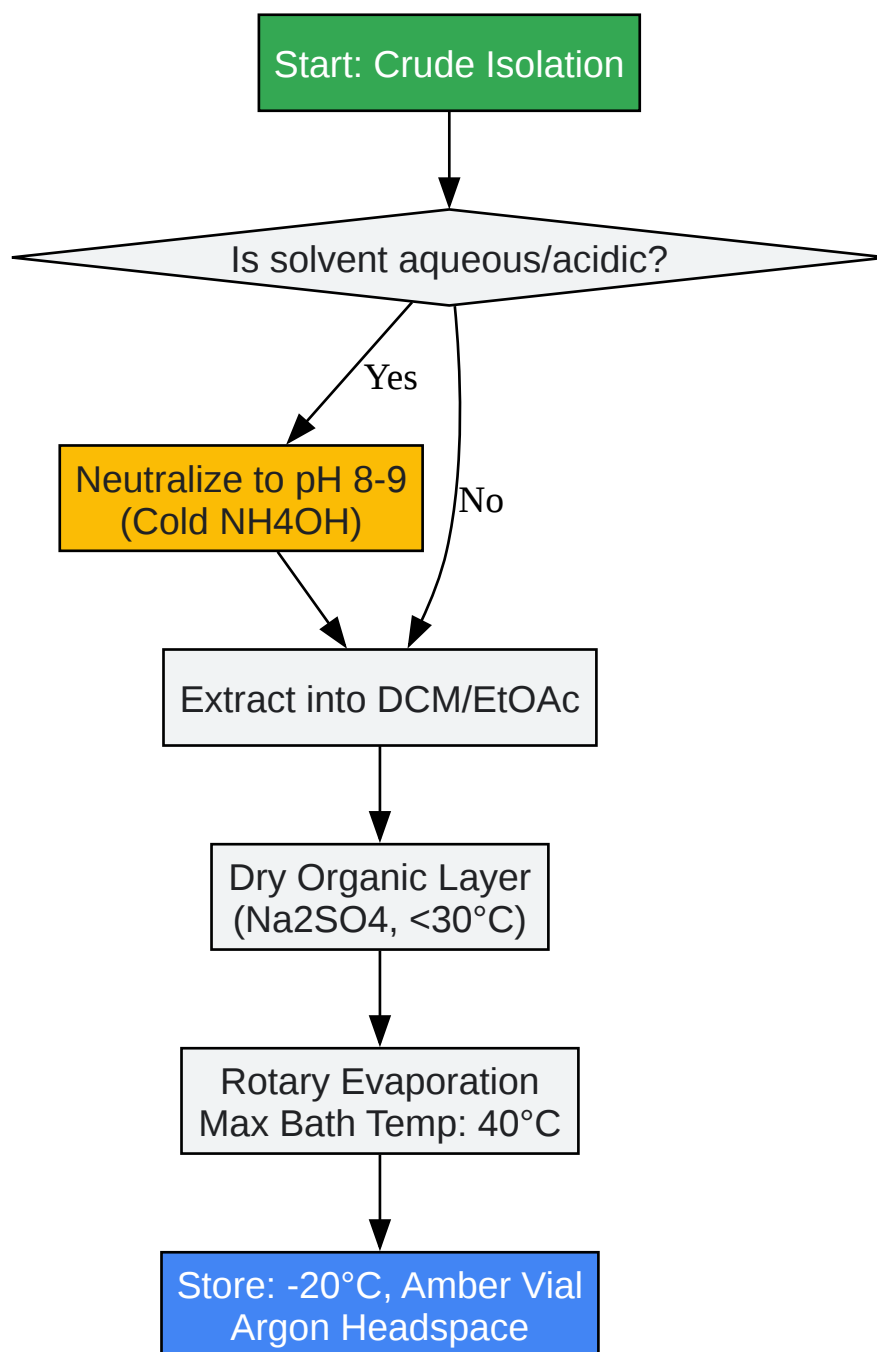 Start: Crude Isolation
Is solvent aqueous/acidic?
Yes
Neutralize to pH 8-9
(Cold NH4OH)
No
Extract into DCM/EtOAc
Dry Organic Layer
(Na2SO4, <30°C)
Rotary Evaporation
Max Bath Temp: 40°C
Store: -20°C, Amber Vial
Argon Headspace